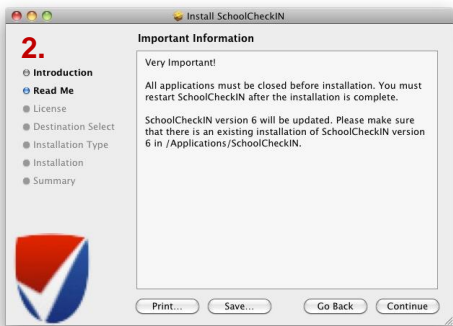 Install SchoolCheckIN
2.
Introduction
Read Me
License
Destination Select
Installation Type
Installation
Summary
Important Information
Very Important!
All applications must be closed before installation. You must
restart SchoolCheckIN after the installation is complete.
SchoolCheckIN version 6 will be updated. Please make sure
that there is an existing installation of SchoolCheckIN version
6 in /Applications/SchoolCheckIN.
Print...
Save...
Go Back
Continue